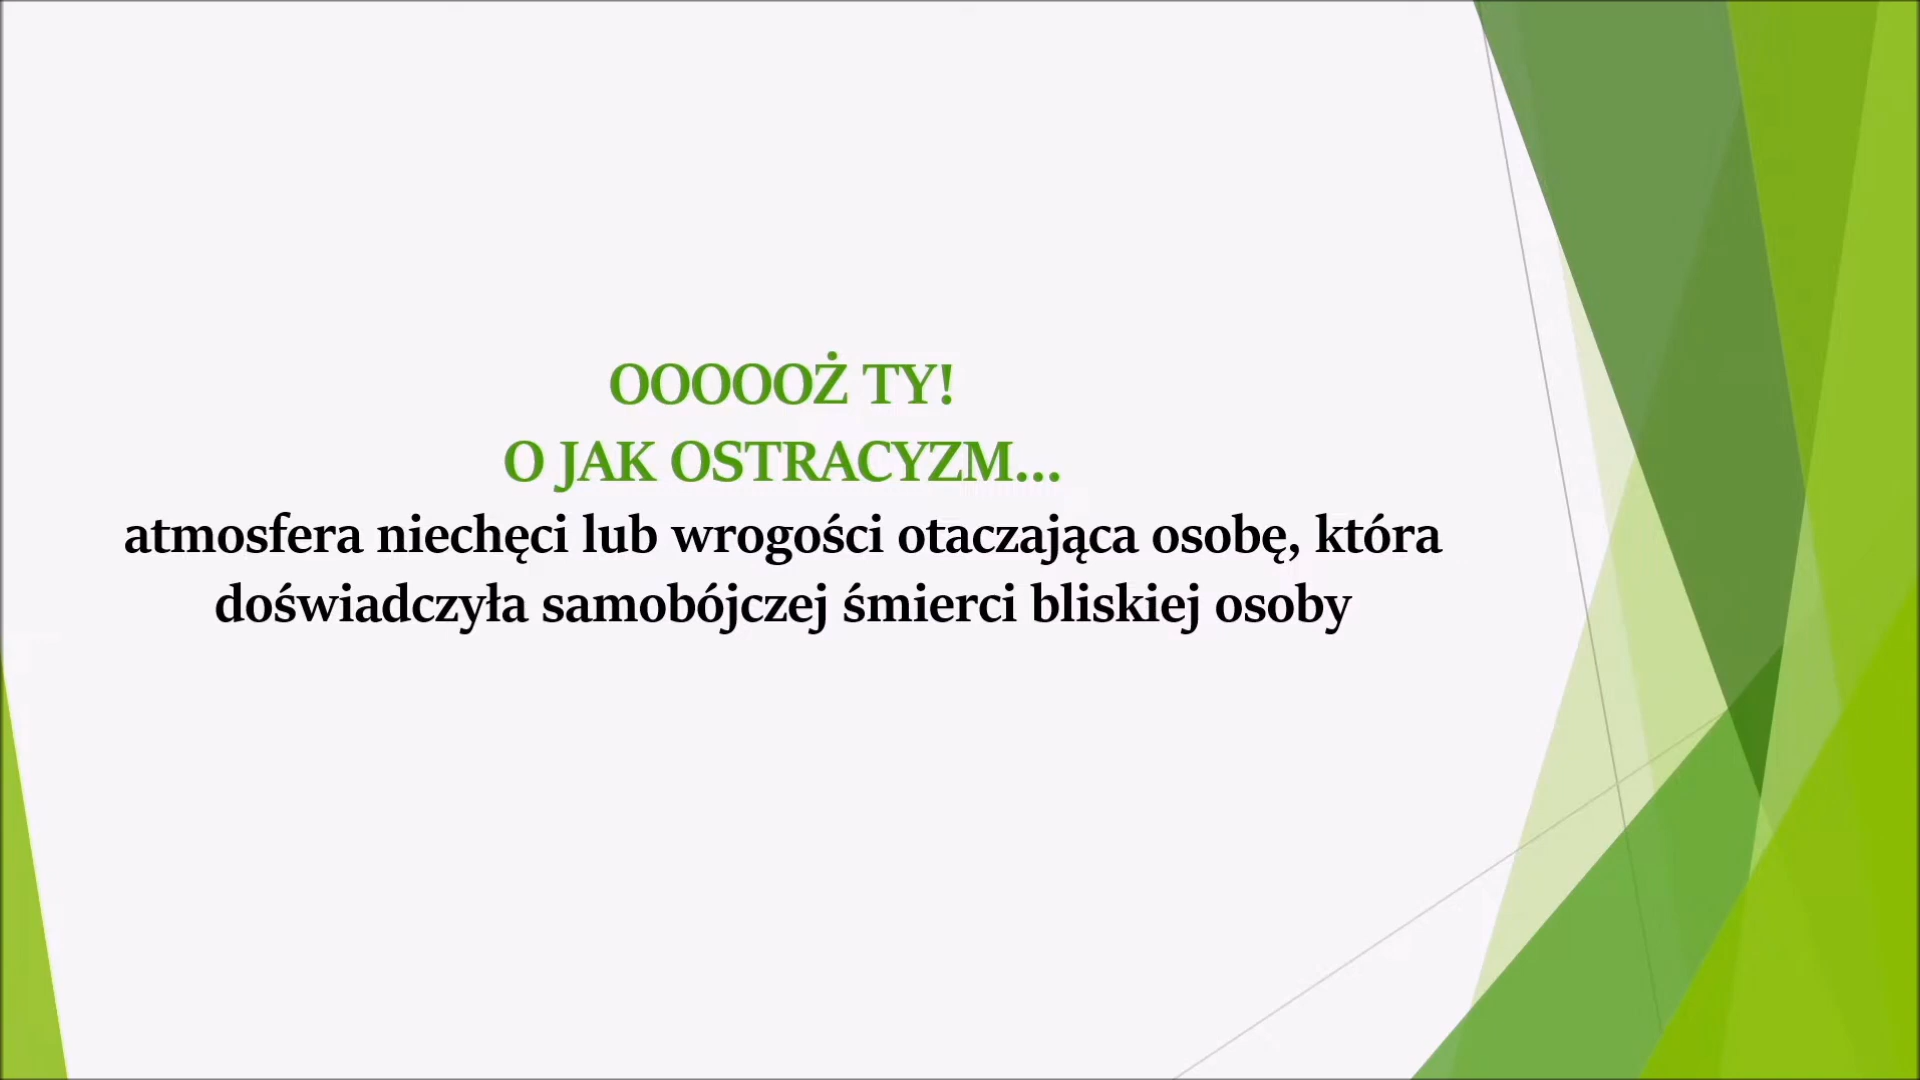 OOOOOŻ TY!
O JAK OSTRACYZM...
atmosfera niechęci lub wrogości otaczająca osobę, która
doświadczyła samobójczej śmierci bliskiej osoby